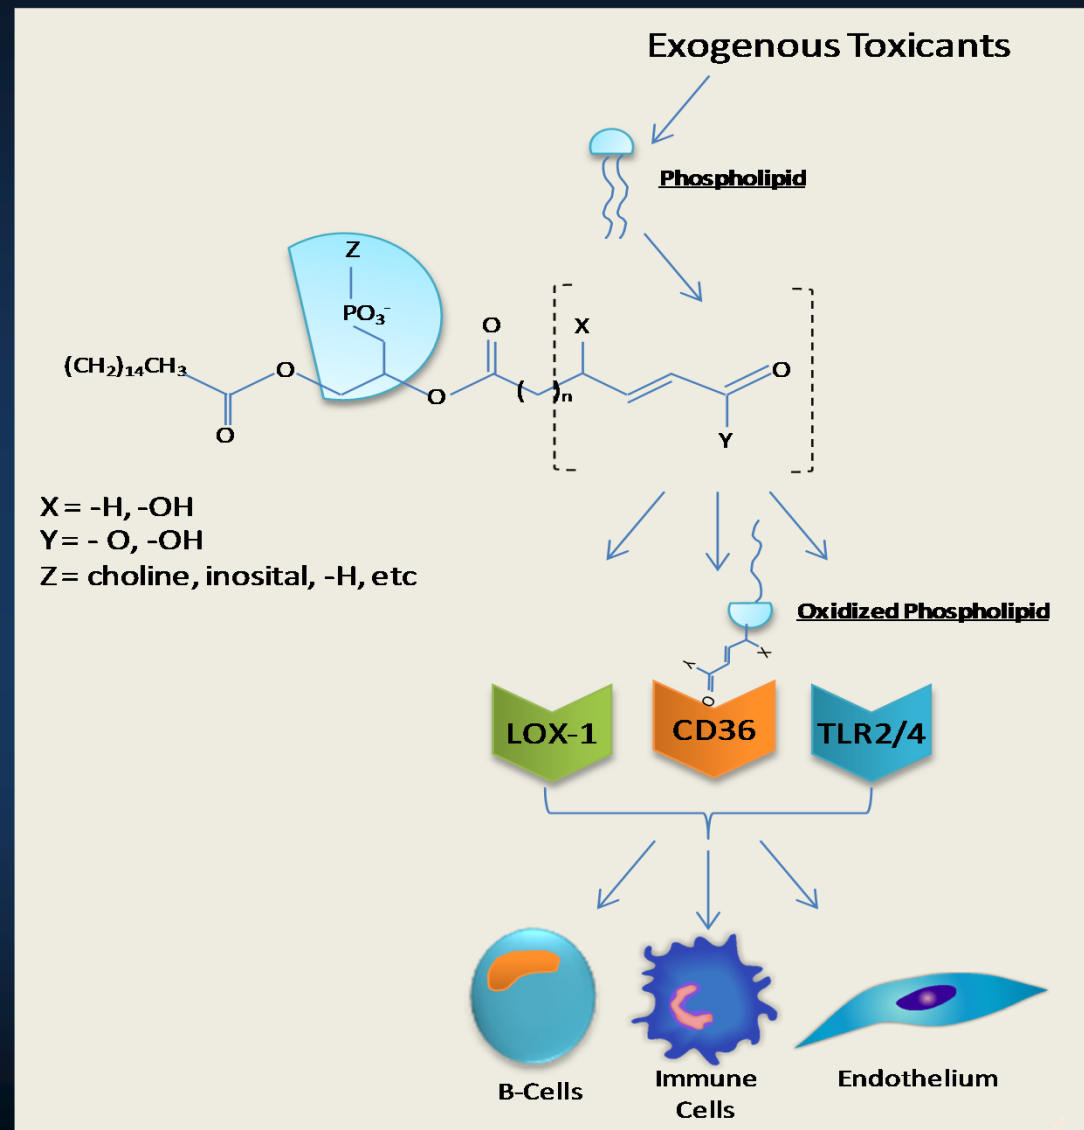 Exogenous Toxicants
Phospholipid
Z
PO₃⁻
O
X
(CH₂)₁₄CH₃
O
O
O
( )n
O
Y
X = -H, -OH
Y = - O, -OH
Z = choline, inosital, -H, etc
Oxidized Phospholipid
Y
X
O
LOX-1
CD36
TLR2/4
B-Cells
Immune
Cells
Endothelium